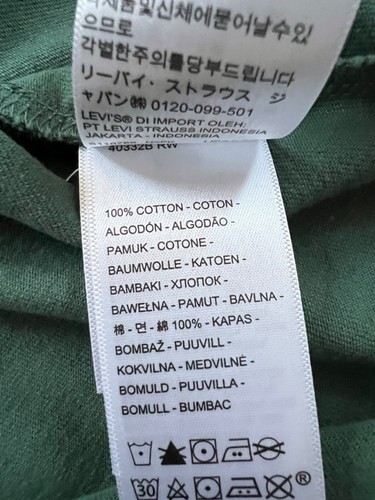 각별한주의를당부드립니다
リーバイ・ストラウス ジ
ャパン㈱ 0120-099-501
LEVI'S® DI IMPORT OLEH:
PT LEVI STRAUSS INDONESIA
JAKARTA - INDONESIA
40332B RW
100% COTTON - COTON -
ALGODÓN - ALGODÃO -
PAMUK - COTONE -
BAUMWOLLE - KATOEN -
BAMBAKI - ХЛОПОК -
BAWEŁNA - PAMUT - BAVLNA -
棉 - 면 - 綿 100% - KAPAS -
BOMBAŽ - PUUVILL -
KOKVILNA - MEDVILNĖ -
BOMULD - PUUVILLA -
BOMULL - BUMBAC
30 ®